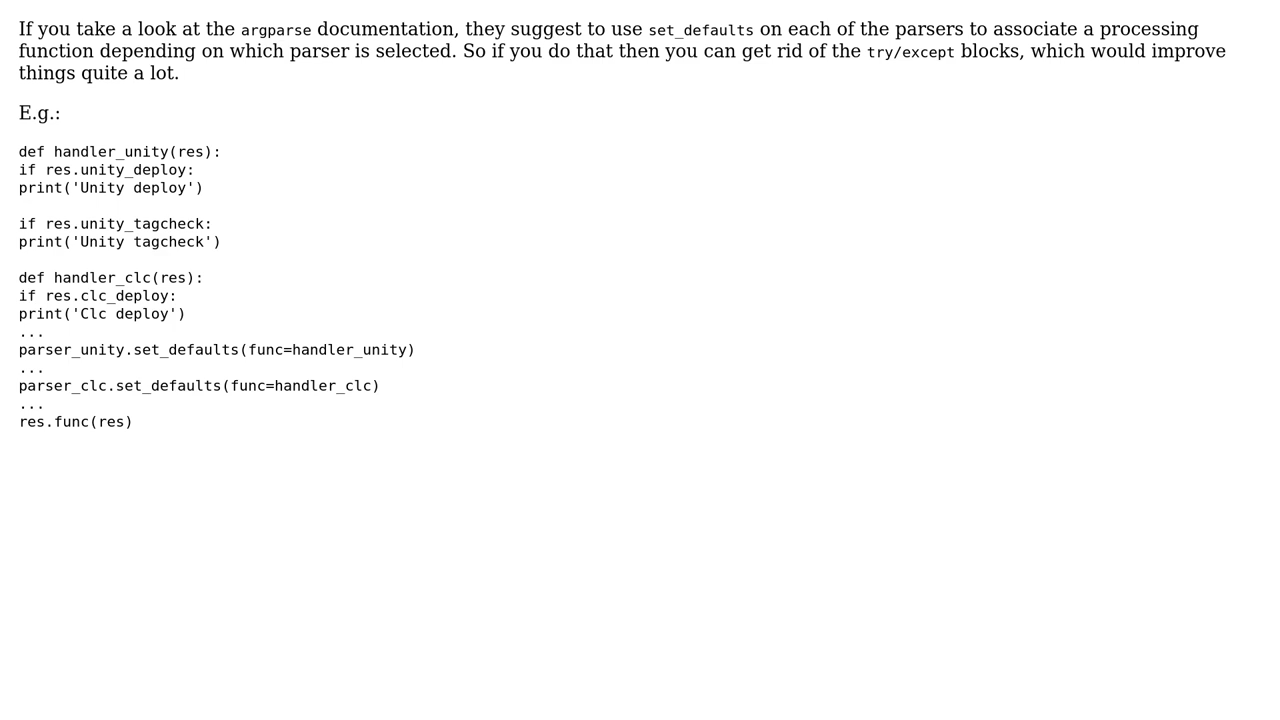 If you take a look at the argparse documentation, they suggest to use set_defaults on each of the parsers to associate a processing
function depending on which parser is selected. So if you do that then you can get rid of the try/except blocks, which would improve
things quite a lot.
E.g.:
def handler_unity(res):
if res.unity_deploy:
print('Unity deploy')
if res.unity_tagcheck:
print('Unity tagcheck')
def handler_clc(res):
if res.clc_deploy:
print('Clc deploy')
...
parser_unity.set_defaults(func=handler_unity)
...
parser_clc.set_defaults(func=handler_clc)
...
res.func(res)